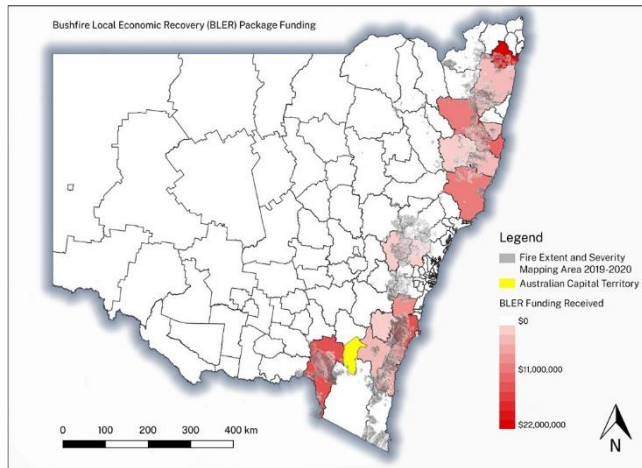 Bushfire Local Economic Recovery (BLER) Package Funding
Legend
Fire Extent and Severity
Mapping Area 2019-2020
Australian Capital Territory
BLER Funding Received
$0
$11,000,000
$22,000,000
0 100 200 300 400 km
N